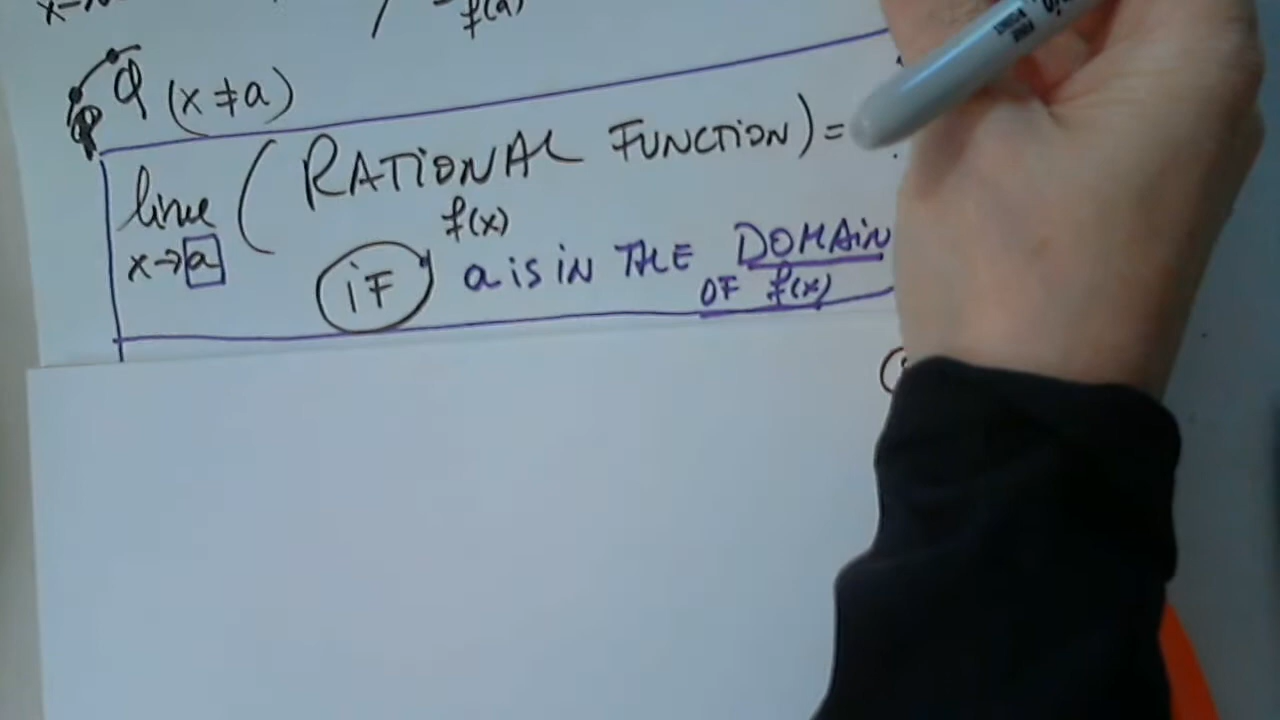 f(a)
Q (x ≠ a)
P
lim ( RATIONAL FUNCTION ) =
x→a f(x)
iF a is iN THE DOMAIN
OF f(x)